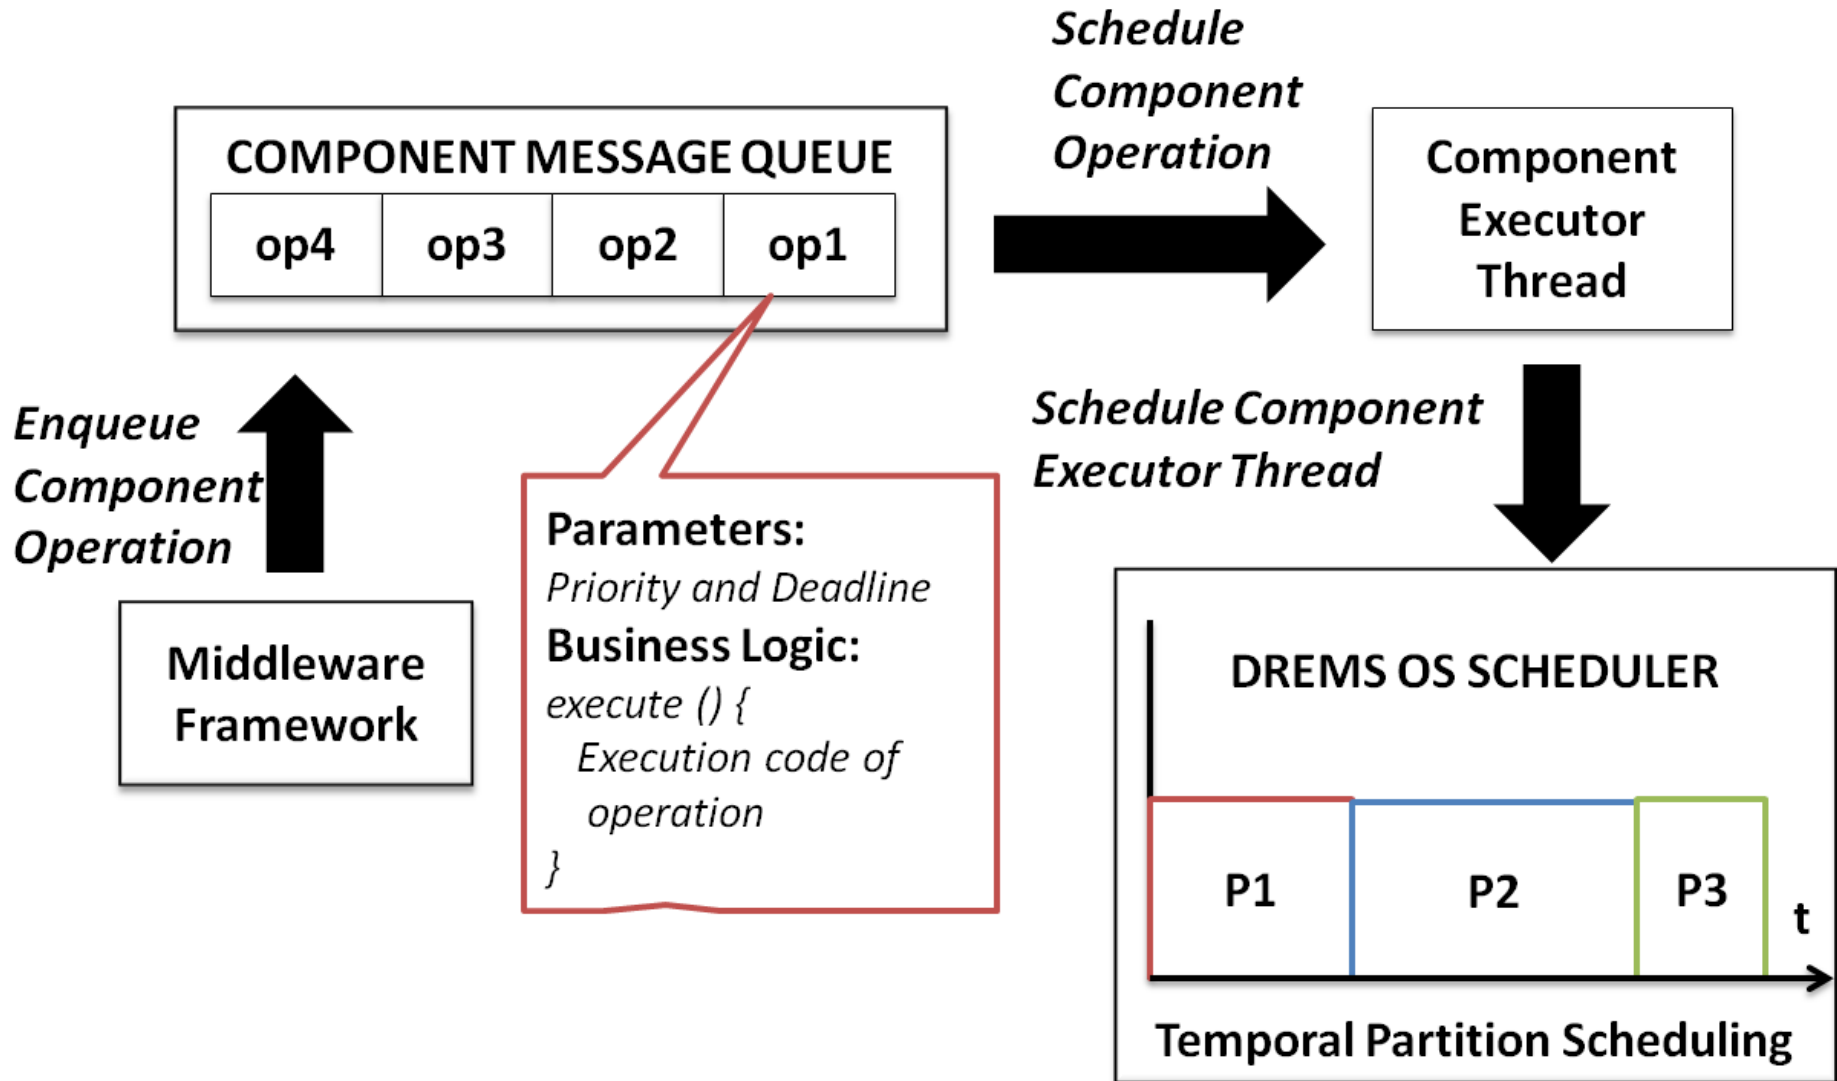 Schedule
Component
Operation
COMPONENT MESSAGE QUEUE
op4 op3 op2 op1
Component
Executor
Thread
Enqueue
Component
Operation
Schedule Component
Executor Thread
Parameters:
Priority and Deadline
Business Logic:
execute () {
Execution code of
operation
}
Middleware
Framework
DREMS OS SCHEDULER
P1 P2 P3 t
Temporal Partition Scheduling